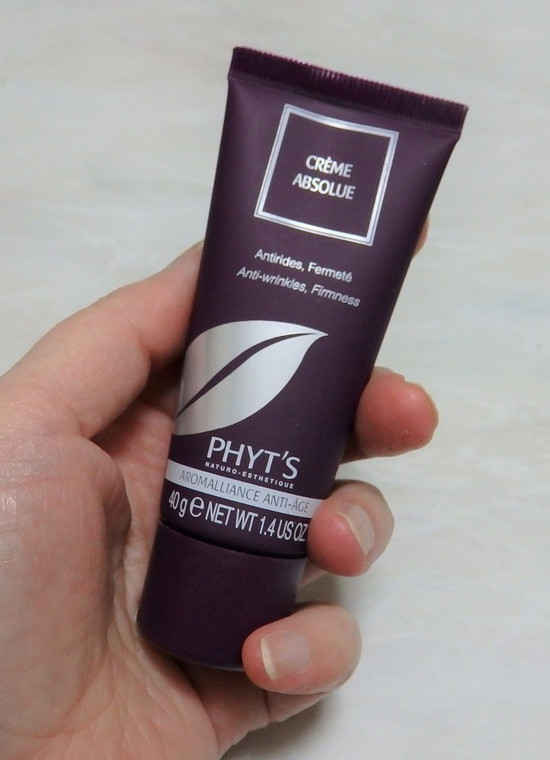 CRÈME
ABSOLUE
Antirides, Fermeté
Anti-wrinkles, Firmness
PHYT'S
NATURO-ESTHETIQUE
AROMALLIANCE ANTI-ÂGE
40 g e NET WT 1.4 US OZ